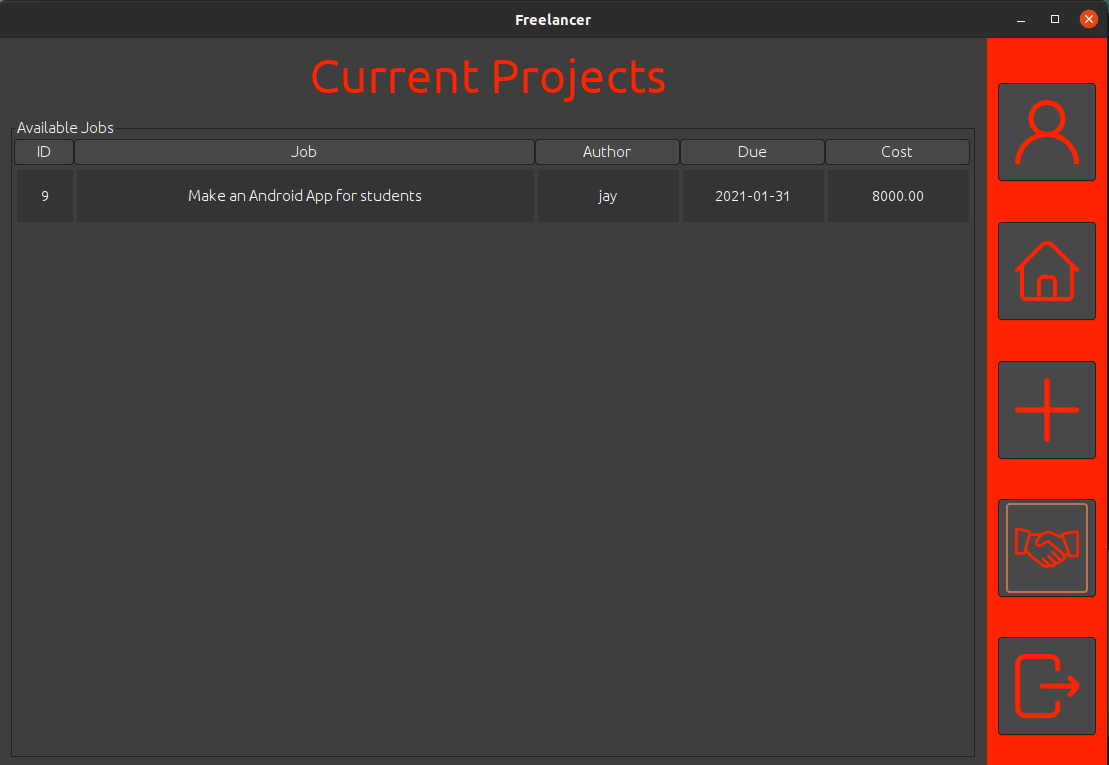 Freelancer
Current Projects
Available Jobs
ID Job Author Due Cost
9 Make an Android App for students jay 2021-01-31 8000.00